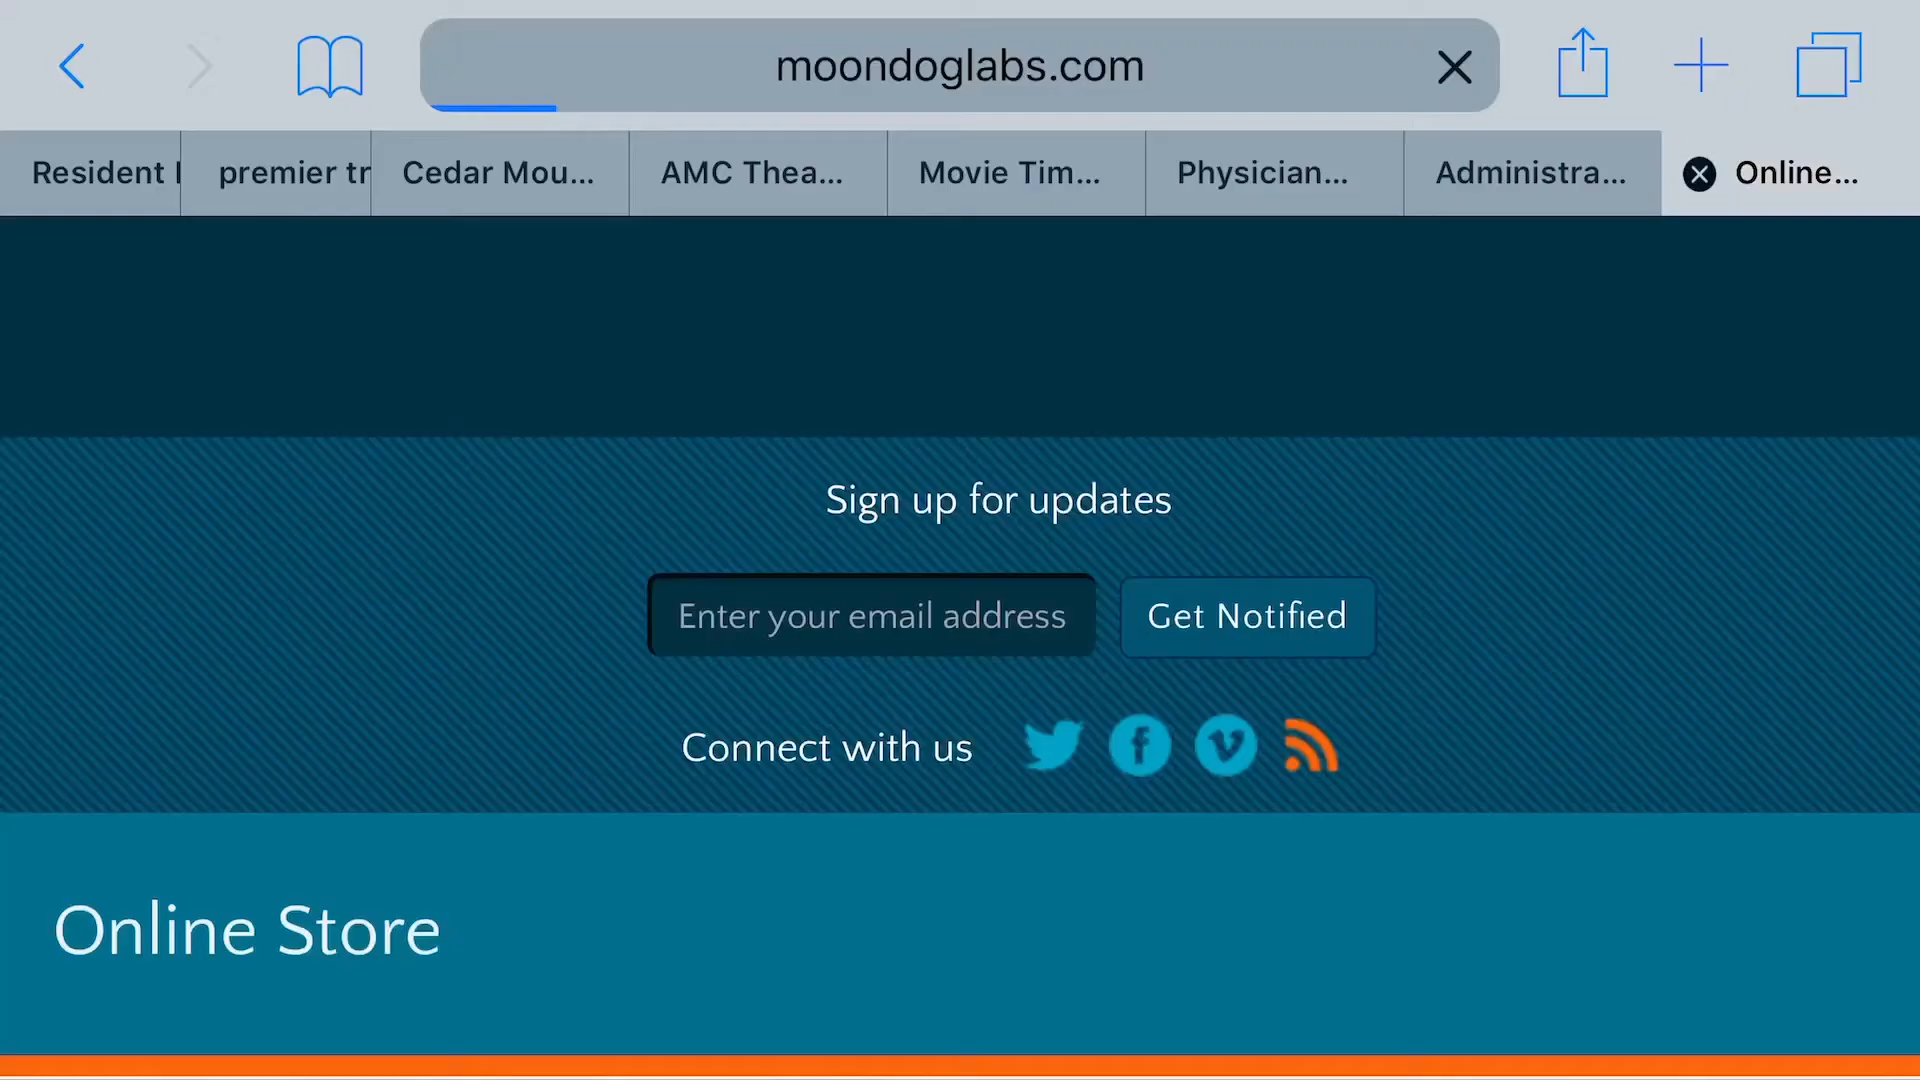 moondoglabs.com
Resident
premier tr
Cedar Mou...
AMC Thea...
Movie Tim...
Physician...
Administra...
Online...
Sign up for updates
Enter your email address
Get Notified
Connect with us
Online Store